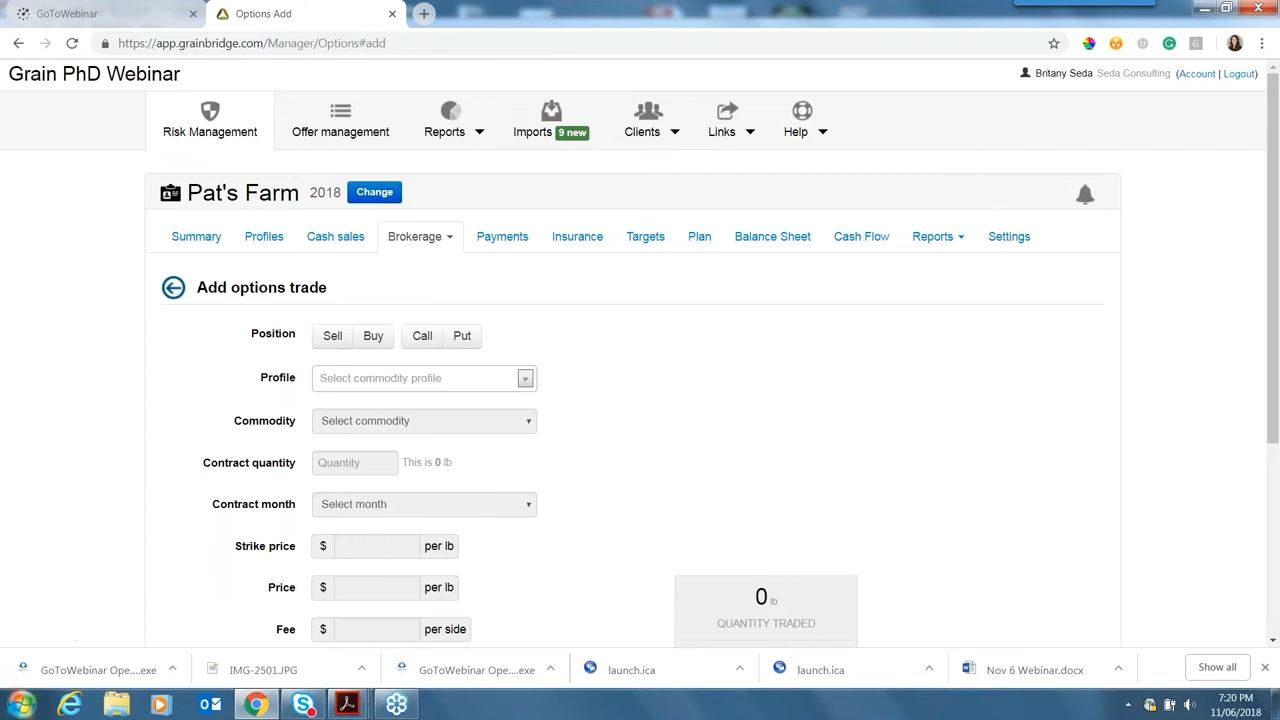 GoToWebinar
Options Add
https://app.grainbridge.com/Manager/Options#add
Grain PhD Webinar
Britany Seda Seda Consulting (Account | Logout)
Risk Management
Offer management
Reports
Imports 9 new
Clients
Links
Help
Pat's Farm 2018 Change
Summary Profiles Cash sales Brokerage Payments Insurance Targets Plan Balance Sheet Cash Flow Reports Settings
Add options trade
Position Sell Buy Call Put
Profile Select commodity profile
Commodity Select commodity
Contract quantity Quantity This is 0 lb
Contract month Select month
Strike price $ per lb
Price $ per lb
Fee $ per side
0 lb
QUANTITY TRADED
GoToWebinar Ope....exe
IMG-2501.JPG
GoToWebinar Ope....exe
launch.ica
launch.ica
Nov 6 Webinar.docx
Show all
7:20 PM
11/06/2018